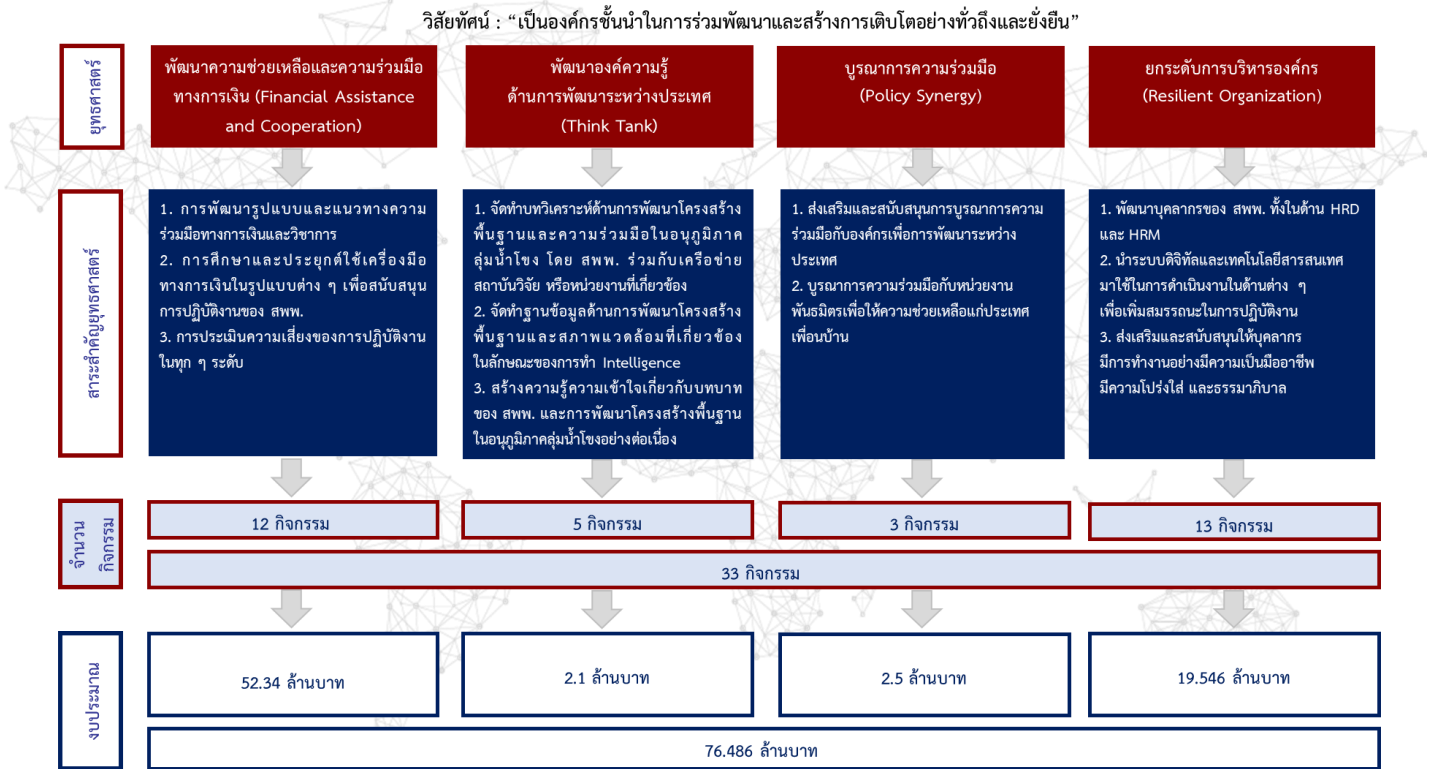 วิสัยทัศน์ : “เป็นองค์กรชั้นนำในการร่วมพัฒนาและสร้างการเติบโตอย่างทั่วถึงและยั่งยืน”
ยุทธศาสตร์
พัฒนาความช่วยเหลือและความร่วมมือ
ทางการเงิน (Financial Assistance
and Cooperation)
พัฒนาองค์ความรู้
ด้านการพัฒนาระหว่างประเทศ
(Think Tank)
บูรณาการความร่วมมือ
(Policy Synergy)
ยกระดับการบริหารองค์กร
(Resilient Organization)
สาระสำคัญยุทธศาสตร์
1. การพัฒนารูปแบบและแนวทางความ
ร่วมมือทางการเงินและวิชาการ
2. การศึกษาและประยุกต์ใช้เครื่องมือ
ทางการเงินในรูปแบบต่าง ๆ เพื่อสนับสนุน
การปฏิบัติงานของ สพพ.
3. การประเมินความเสี่ยงของการปฏิบัติงาน
ในทุก ๆ ระดับ
1. จัดทำบทวิเคราะห์ด้านการพัฒนาโครงสร้าง
พื้นฐานและความร่วมมือในอนุภูมิภาค
ลุ่มน้ำโขง โดย สพพ. ร่วมกับเครือข่าย
สถาบันวิจัย หรือหน่วยงานที่เกี่ยวข้อง
2. จัดทำฐานข้อมูลด้านการพัฒนาโครงสร้าง
พื้นฐานและสภาพแวดล้อมที่เกี่ยวข้อง
ในลักษณะของการทำ Intelligence
3. สร้างความรู้ความเข้าใจเกี่ยวกับบทบาท
ของ สพพ. และการพัฒนาโครงสร้างพื้นฐาน
ในอนุภูมิภาคลุ่มน้ำโขงอย่างต่อเนื่อง
1. ส่งเสริมและสนับสนุนการบูรณาการความ
ร่วมมือกับองค์กรเพื่อการพัฒนาระหว่าง
ประเทศ
2. บูรณาการความร่วมมือกับหน่วยงาน
พันธมิตรเพื่อให้ความช่วยเหลือแก่ประเทศ
เพื่อนบ้าน
1. พัฒนาบุคลากรของ สพพ. ทั้งในด้าน HRD
และ HRM
2. นำระบบดิจิทัลและเทคโนโลยีสารสนเทศ
มาใช้ในการดำเนินงานในด้านต่าง ๆ
เพื่อเพิ่มสมรรถนะในการปฏิบัติงาน
3. ส่งเสริมและสนับสนุนให้บุคลากร
มีการทำงานอย่างมีความเป็นมืออาชีพ
มีความโปร่งใส่ และธรรมาภิบาล
จำนวน
กิจกรรม
12 กิจกรรม
5 กิจกรรม
3 กิจกรรม
13 กิจกรรม
33 กิจกรรม
งบประมาณ
52.34 ล้านบาท
2.1 ล้านบาท
2.5 ล้านบาท
19.546 ล้านบาท
76.486 ล้านบาท